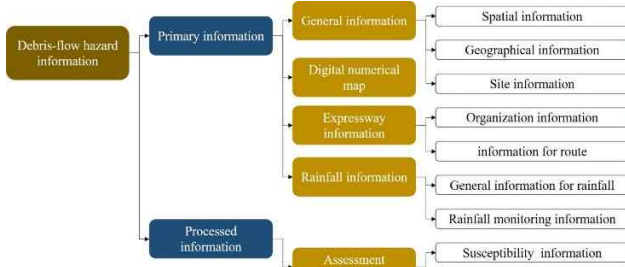 Debris-flow hazard
information
Primary information
General information
Spatial information
Geographical information
Site information
Digital numerical
map
Expressway
information
Organization information
information for route
Rainfall information
General information for rainfall
Rainfall monitoring information
Processed
information
Assessment
Susceptibility information